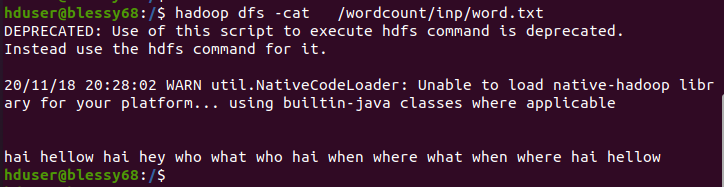 hduser@blessy68:/$ hadoop dfs -cat   /wordcount/inp/word.txt
DEPRECATED: Use of this script to execute hdfs command is deprecated.
Instead use the hdfs command for it.
20/11/18 20:28:02 WARN util.NativeCodeLoader: Unable to load native-hadoop libr
ary for your platform... using builtin-java classes where applicable
hai hellow hai hey who what who hai when where what when where hai hellow
hduser@blessy68:/$